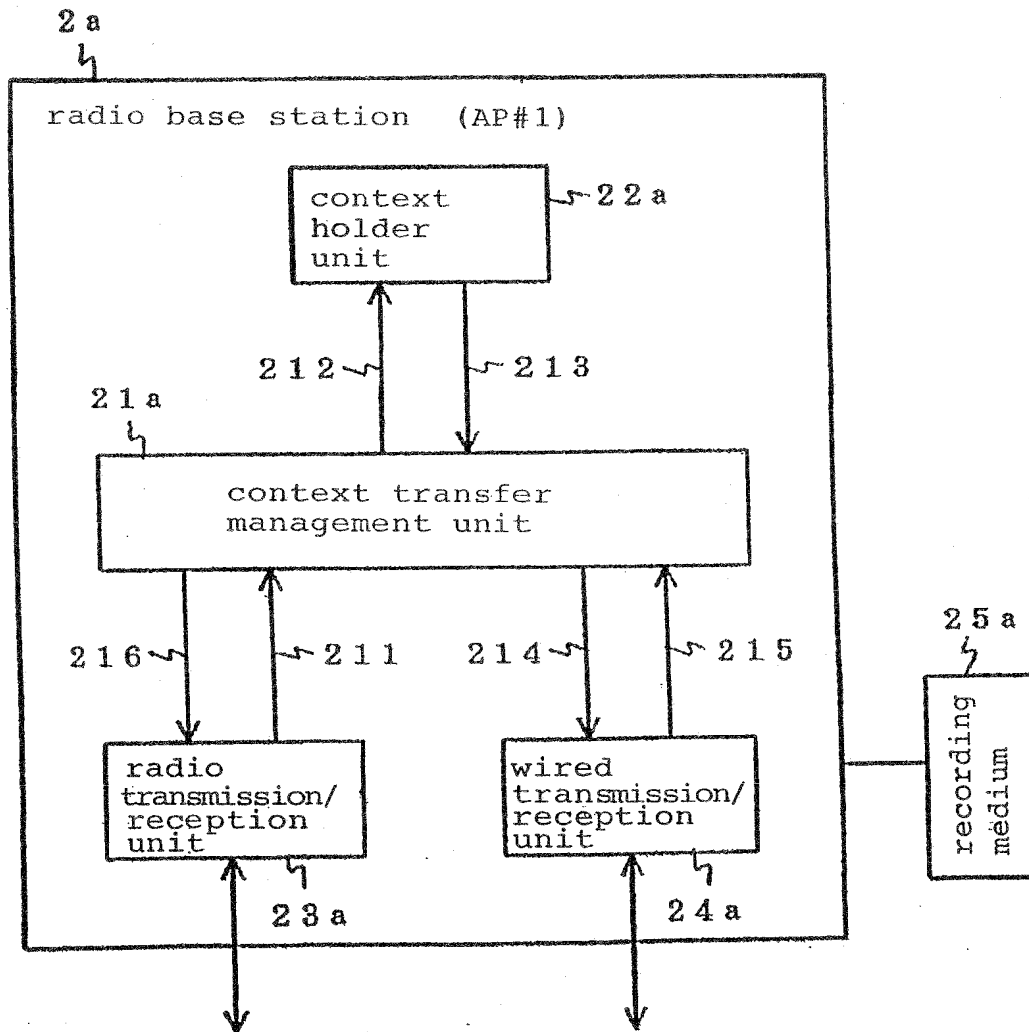 2a
radio base station (AP#1)
context
holder
unit
22a
212
213
21a
context transfer
management unit
216
211
214
215
25a
recording
medium
radio
transmission/
reception
unit
wired
transmission/
reception
unit
23a
24a